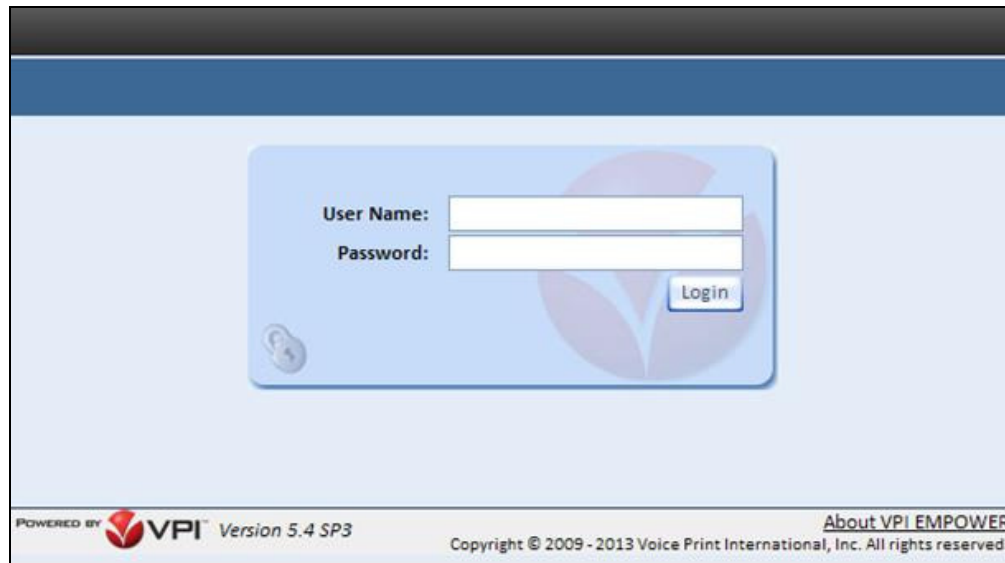 User Name:
Password:
Login
POWERED BY VPI™ Version 5.4 SP3
About VPI EMPOWER
Copyright © 2009 - 2013 Voice Print International, Inc. All rights reserved